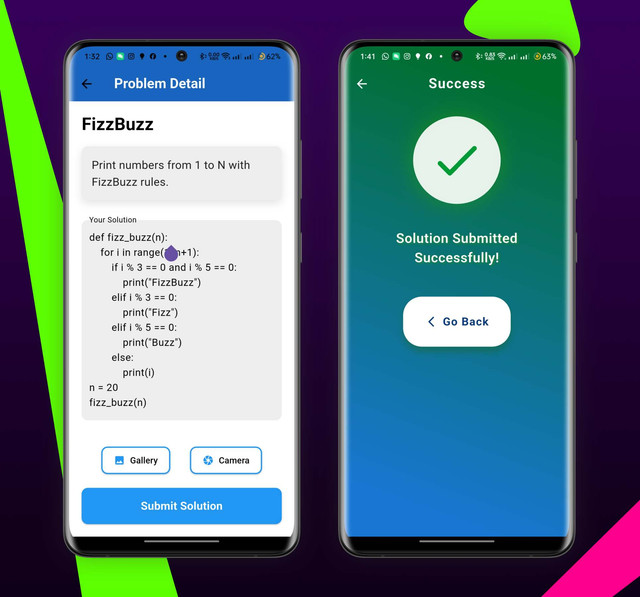 1:32
62%
Problem Detail
FizzBuzz
Print numbers from 1 to N with
FizzBuzz rules.
Your Solution
def fizz_buzz(n):
for i in range( n+1):
if i % 3 == 0 and i % 5 == 0:
print("FizzBuzz")
elif i % 3 == 0:
print("Fizz")
elif i % 5 == 0:
print("Buzz")
else:
print(i)
n = 20
fizz_buzz(n)
Gallery
Camera
Submit Solution
1:41
63%
Success
Solution Submitted
Successfully!
Go Back